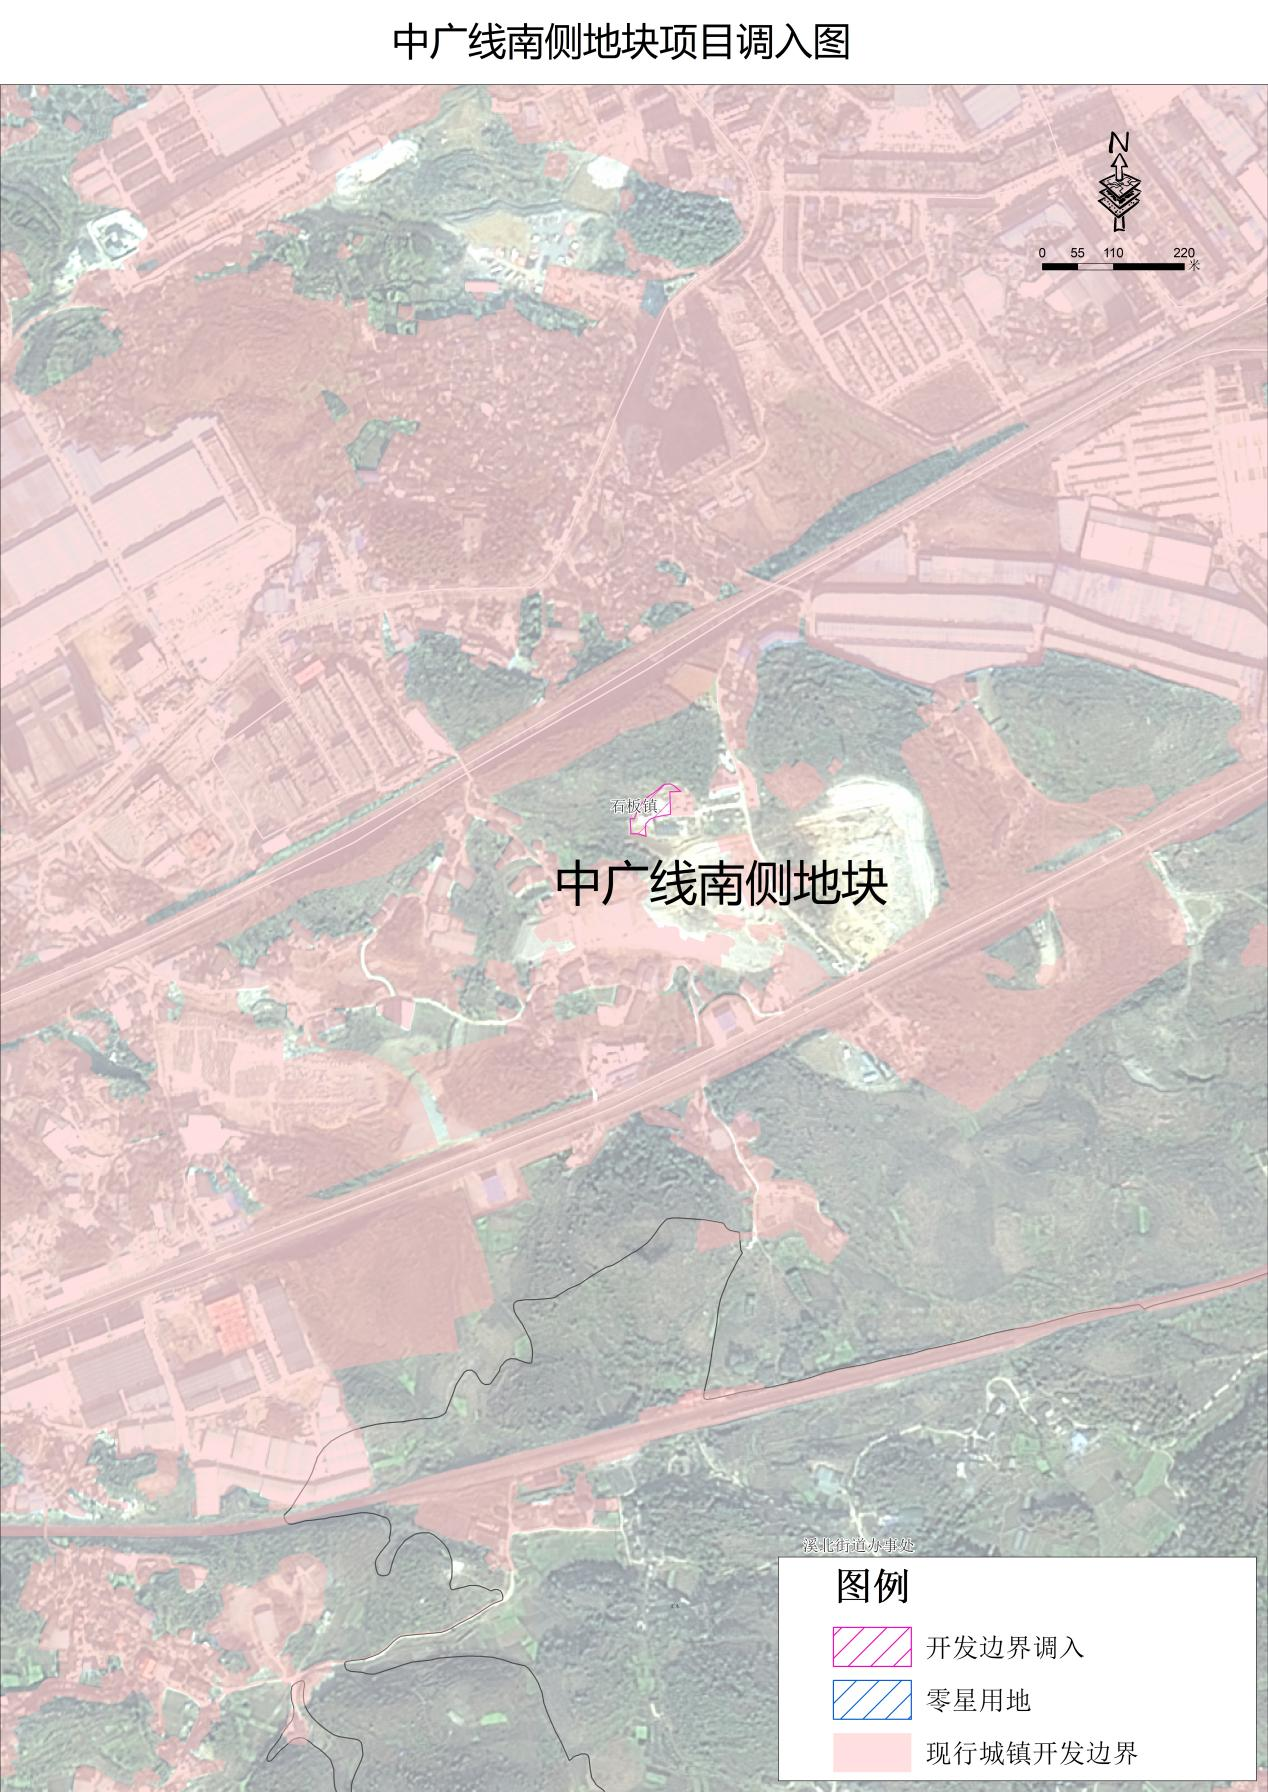 中广线南侧地块项目调入图
N
0 55 110 220
米
石板镇
中广线南侧地块
溪北街道办事处
图例
开发边界调入
零星用地
现行城镇开发边界